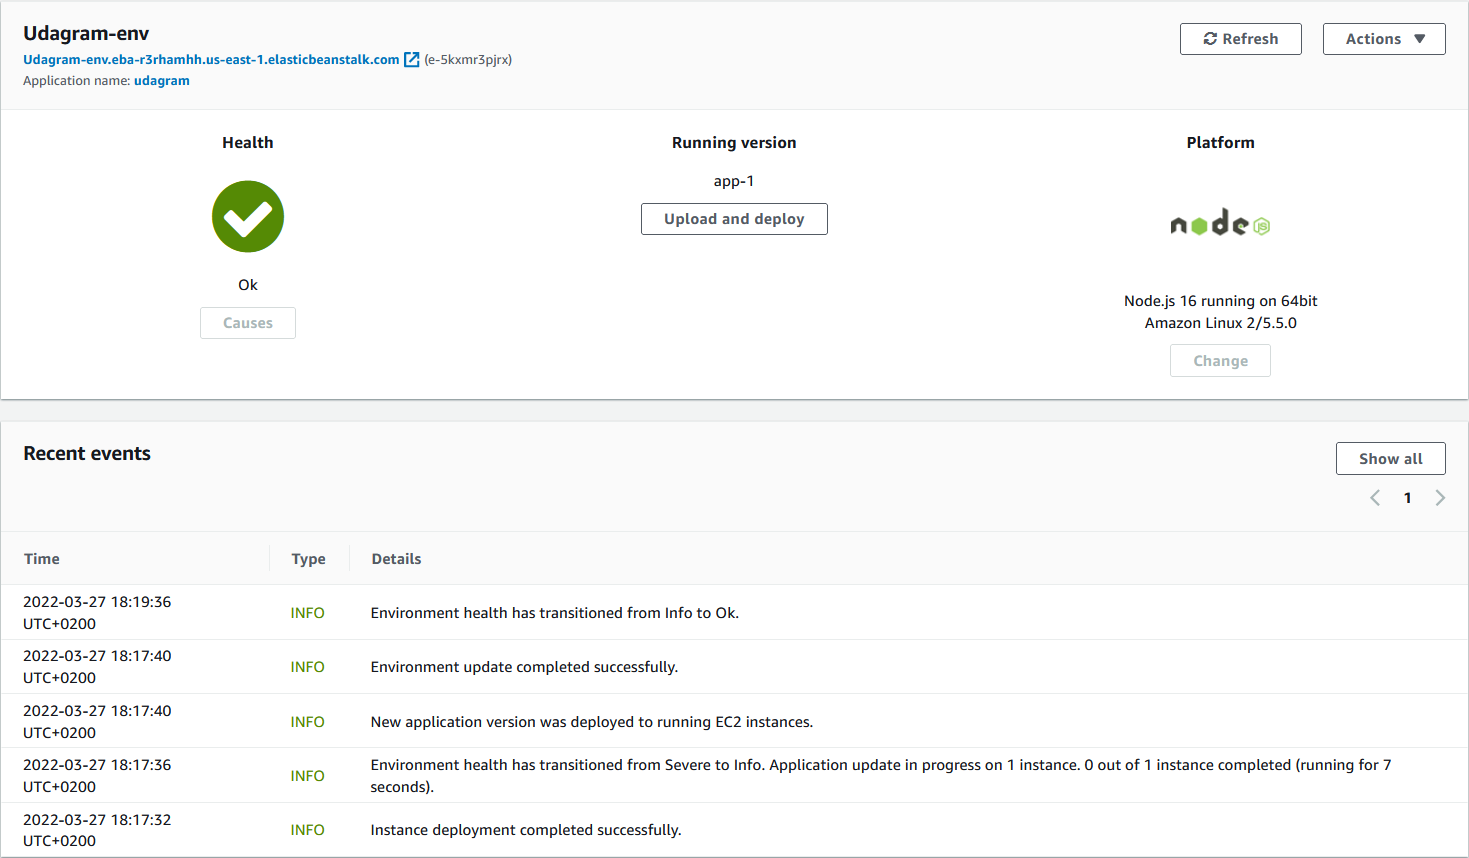 Udagram-env
Refresh
Actions
Udagram-env.eba-r3rhamhh.us-east-1.elasticbeanstalk.com (e-5kxmr3pjrx)
Application name: udagram
Health
Ok
Causes
Running version
app-1
Upload and deploy
Platform
node JS
Node.js 16 running on 64bit
Amazon Linux 2/5.5.0
Change
Recent events
Show all
1
Time Type Details
2022-03-27 18:19:36
UTC+0200
INFO
Environment health has transitioned from Info to Ok.
2022-03-27 18:17:40
UTC+0200
INFO
Environment update completed successfully.
2022-03-27 18:17:40
UTC+0200
INFO
New application version was deployed to running EC2 instances.
2022-03-27 18:17:36
UTC+0200
INFO
Environment health has transitioned from Severe to Info. Application update in progress on 1 instance. 0 out of 1 instance completed (running for 7
seconds).
2022-03-27 18:17:32
UTC+0200
INFO
Instance deployment completed successfully.